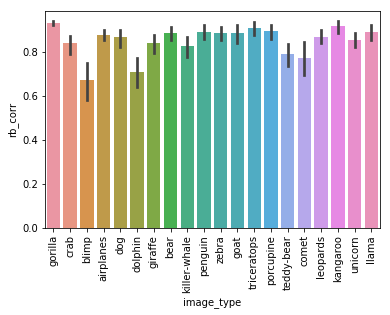 rb_corr
0.8
0.6
0.4
0.2
0.0
gorilla
crab
blimp
airplanes
dog
dolphin
giraffe
bear
killer-whale
penguin
zebra
goat
triceratops
porcupine
teddy-bear
comet
leopards
kangaroo
unicorn
llama
image_type